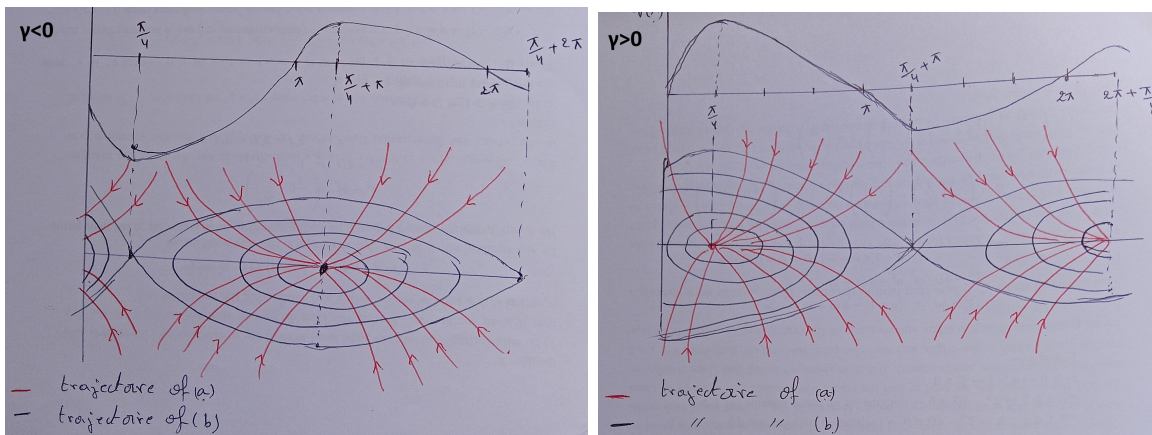 γ<0
π/4
π
π/4 + π
2π
π/4 + 2π
trajectoire of (a)
trajectoire of (b)
γ>0
π/4
π
π/4 + π
2π
2π + π/4
trajectoire of (a)
" " (b)